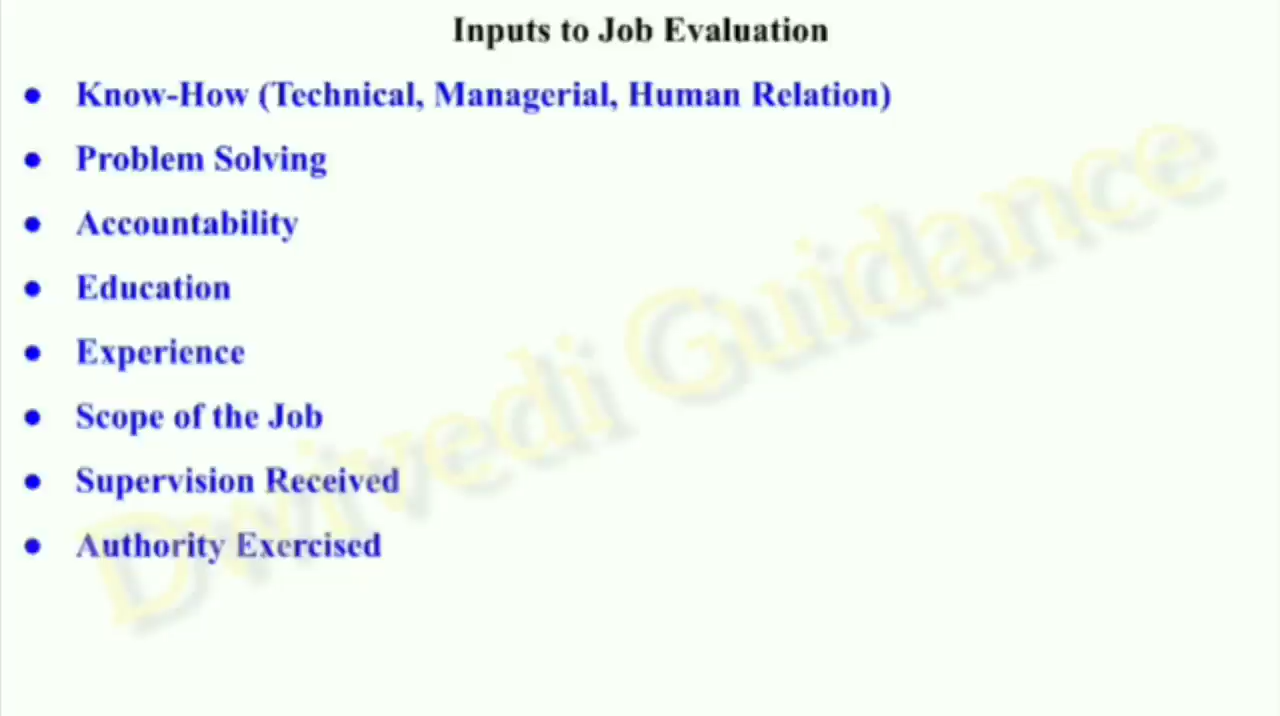 Inputs to Job Evaluation
● Know-How (Technical, Managerial, Human Relation)
● Problem Solving
● Accountability
● Education
● Experience
● Scope of the Job
● Supervision Received
● Authority Exercised
Dwivedi Guidance